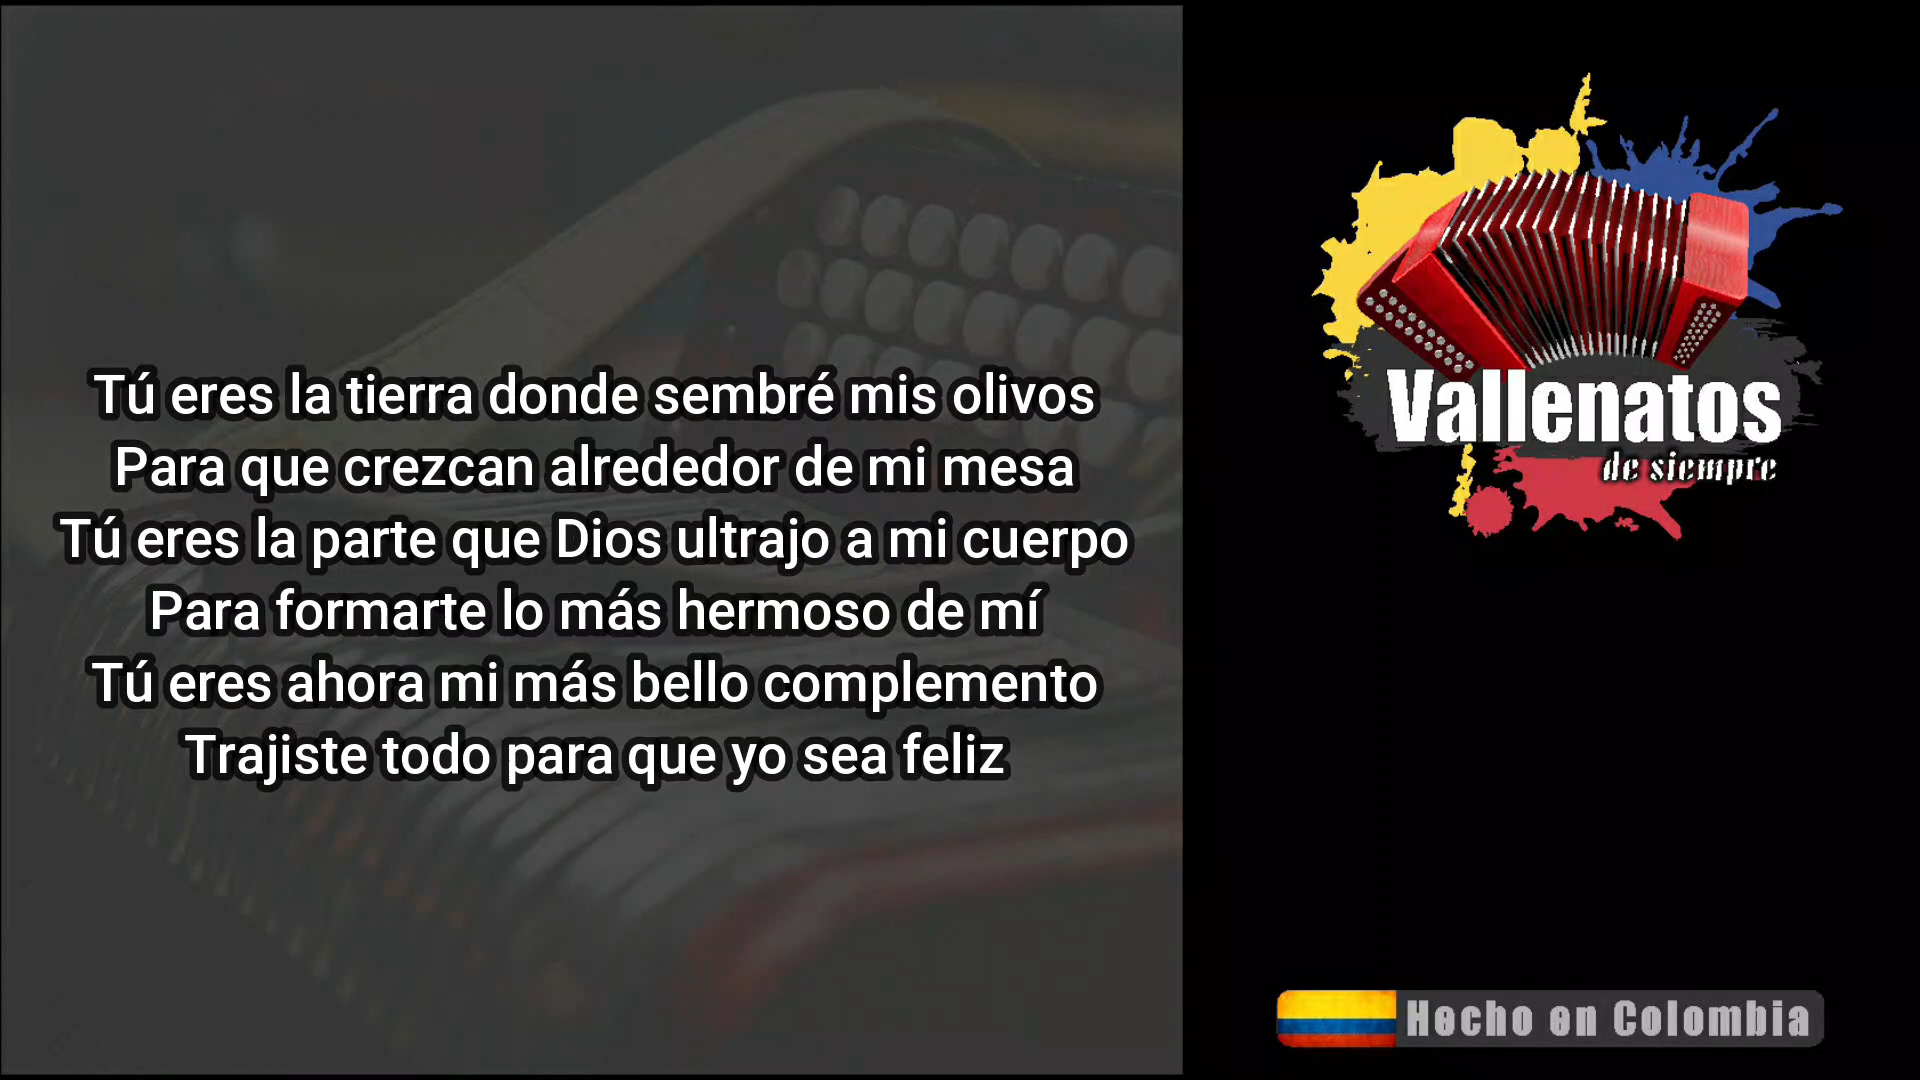 Tú eres la tierra donde sembré mis olivos
Para que crezcan alrededor de mi mesa
Tú eres la parte que Dios ultrajo a mi cuerpo
Para formarte lo más hermoso de mí
Tú eres ahora mi más bello complemento
Trajiste todo para que yo sea feliz
Vallenatos
de siempre
Hecho en Colombia